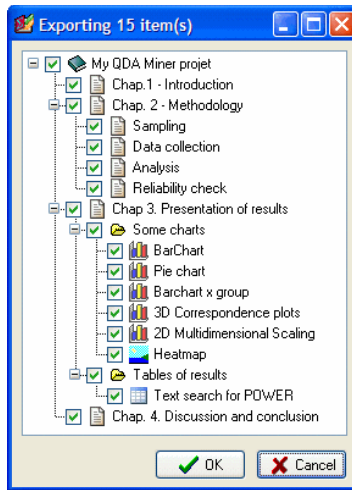 Exporting 15 item(s)
My QDA Miner projet
Chap.1 - Introduction
Chap. 2 - Methodology
Sampling
Data collection
Analysis
Reliability check
Chap 3. Presentation of results
Some charts
BarChart
Pie chart
Barchart x group
3D Correspondence plots
2D Multidimensional Scaling
Heatmap
Tables of results
Text search for POWER
Chap. 4. Discussion and conclusion
OK Cancel